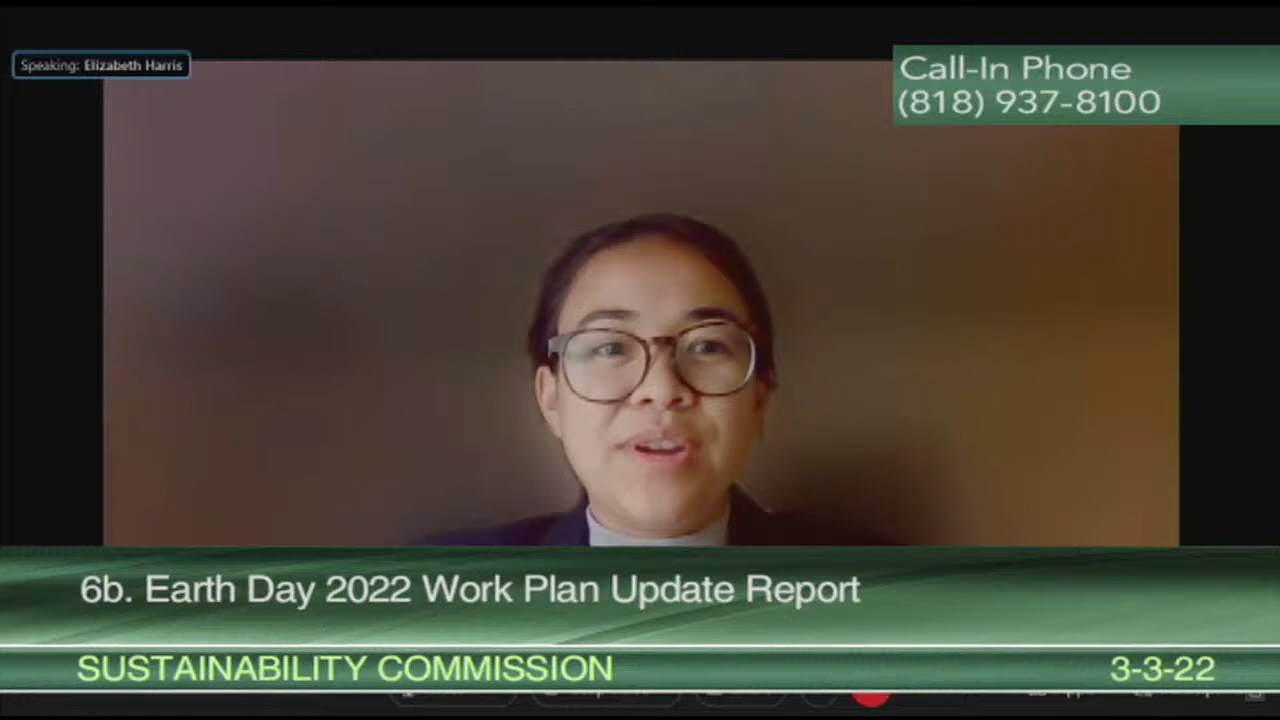 Speaking: Elizabeth Harris
Call-In Phone
(818) 937-8100
6b. Earth Day 2022 Work Plan Update Report
SUSTAINABILITY COMMISSION
3-3-22